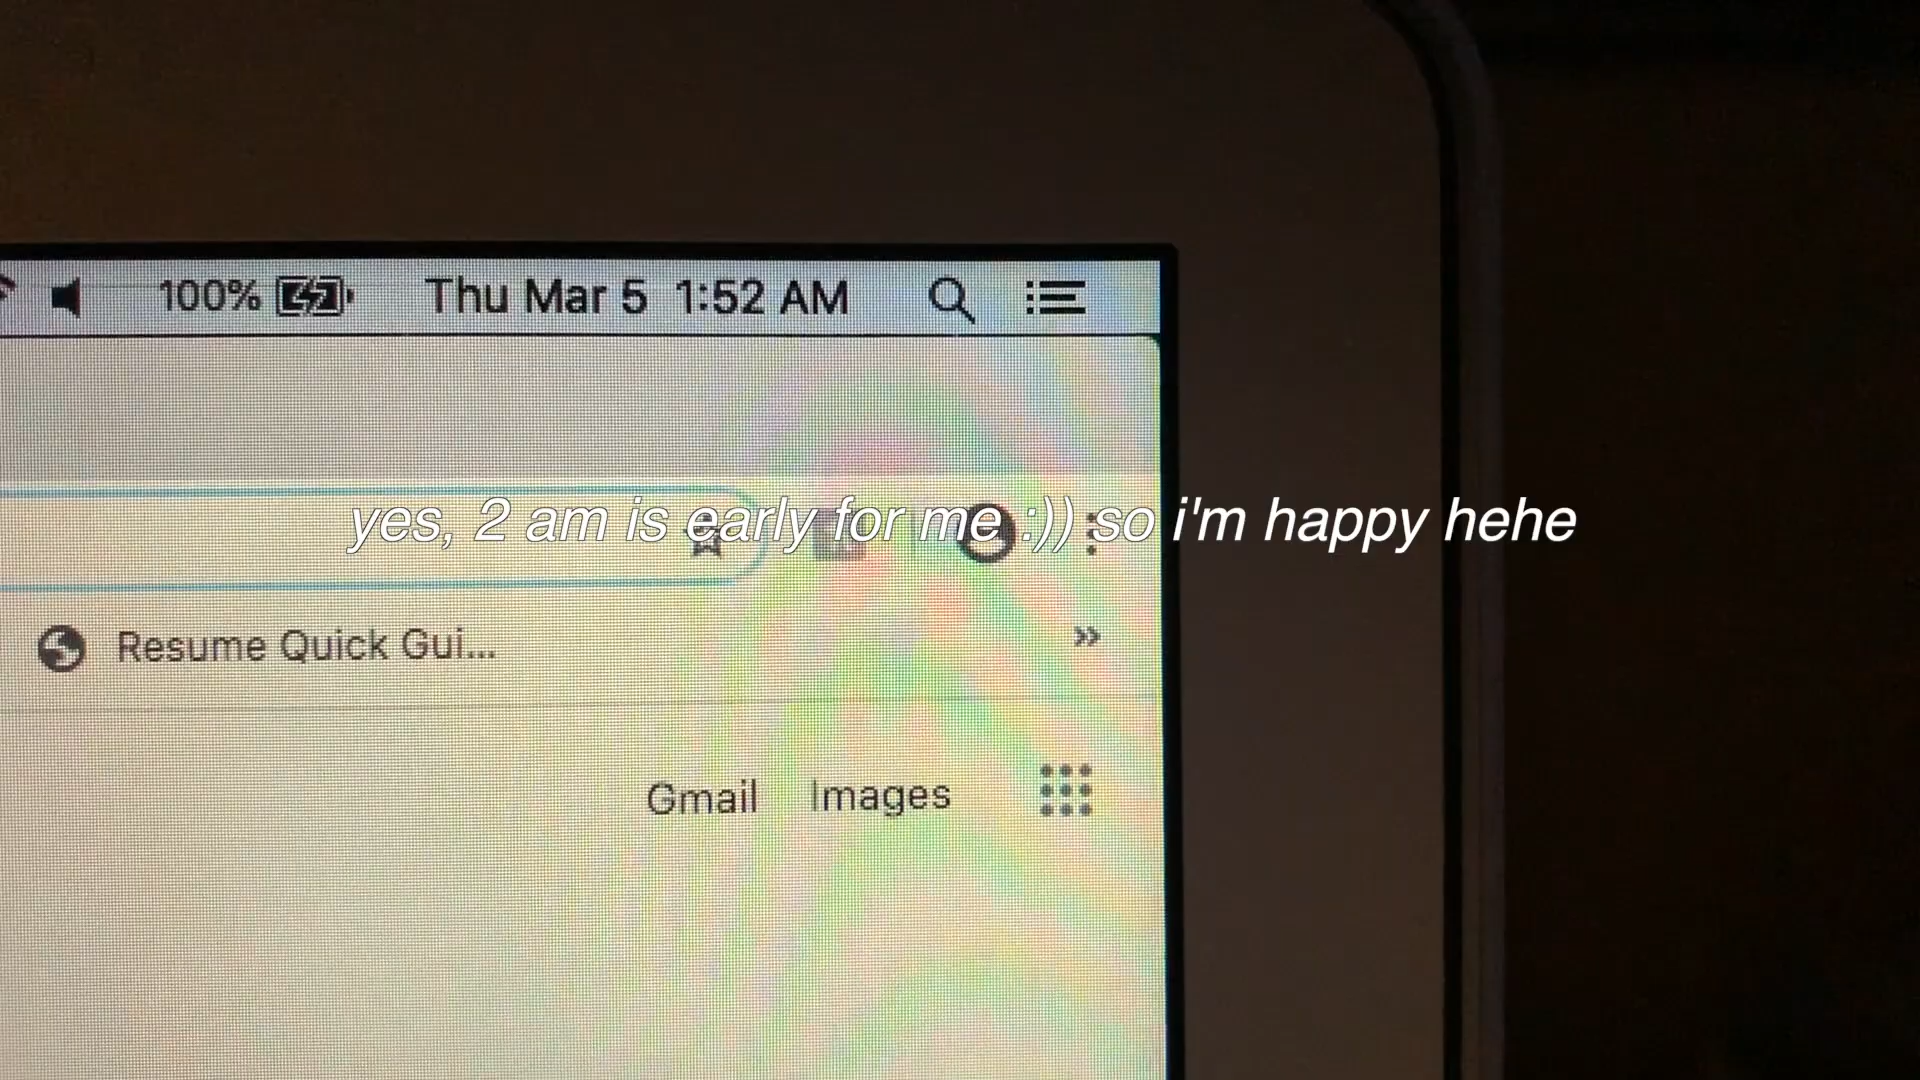 100% Thu Mar 5 1:52 AM
yes, 2 am is early for me :)) so i'm happy hehe
Resume Quick Gui... »
Gmail Images